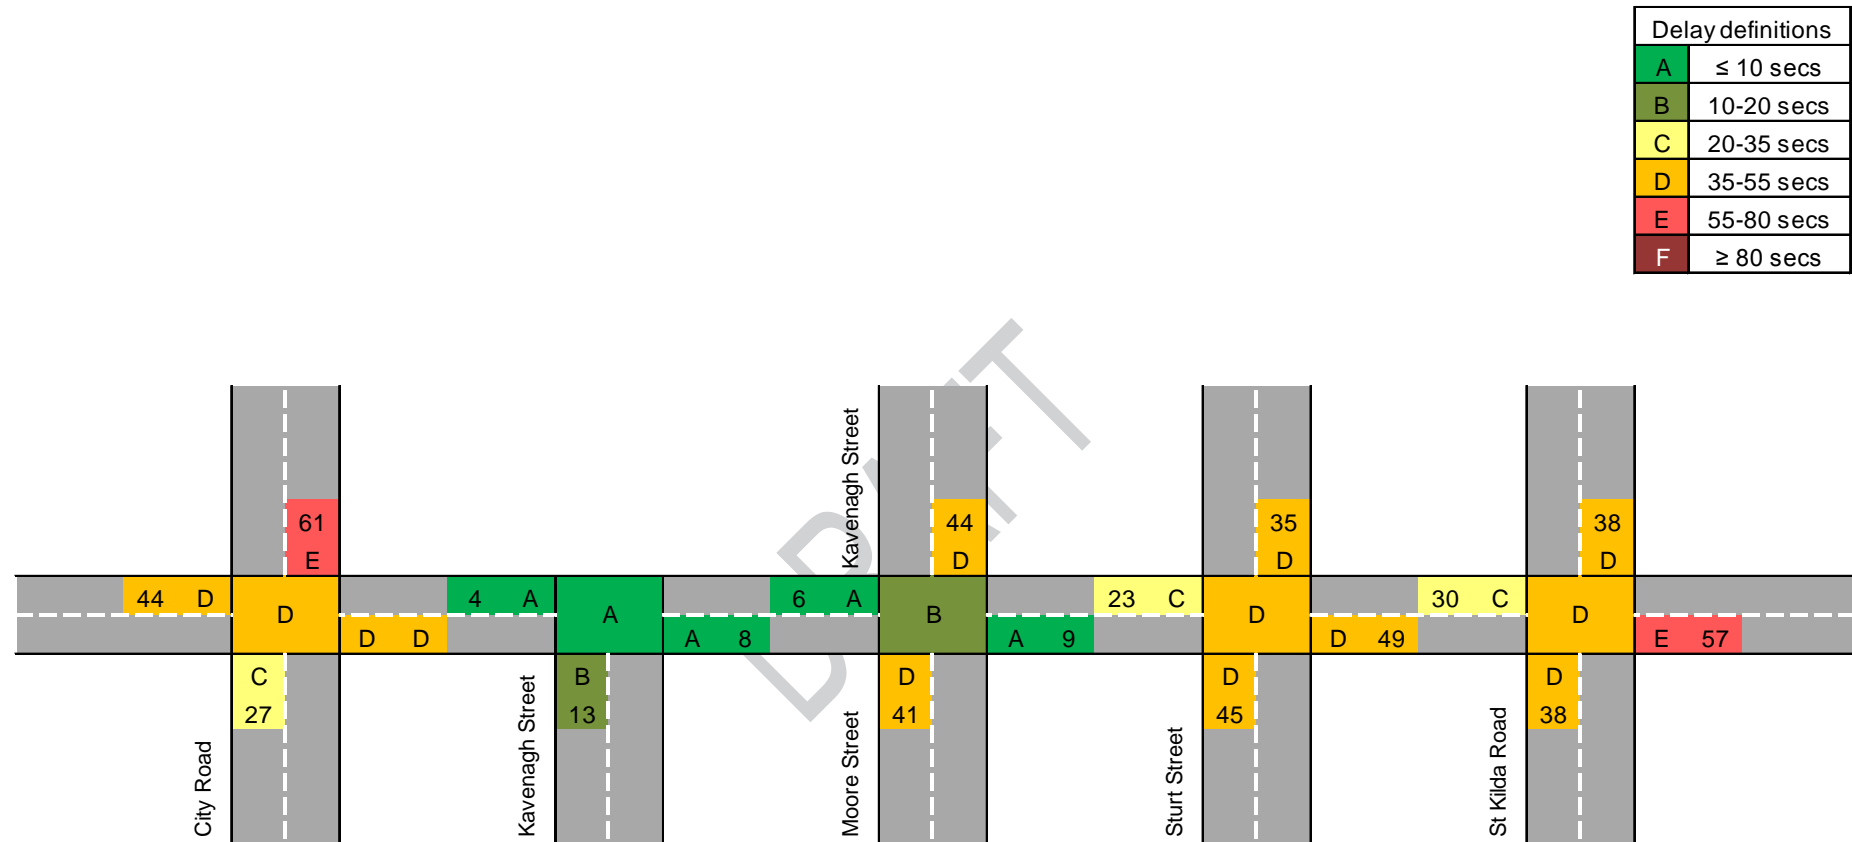 Delay definitions
A ≤ 10 secs
B 10-20 secs
C 20-35 secs
D 35-55 secs
E 55-80 secs
F ≥ 80 secs
DRAFT
Kavenagh Street
61
E
44
D
35
D
38
D
44 D
D
4 A
A
6 A
B
23 C
D
30 C
D
D D
A 8
A 9
D 49
E 57
C
27
B
13
D
41
D
45
D
38
City Road
Kavenagh Street
Moore Street
Sturt Street
St Kilda Road